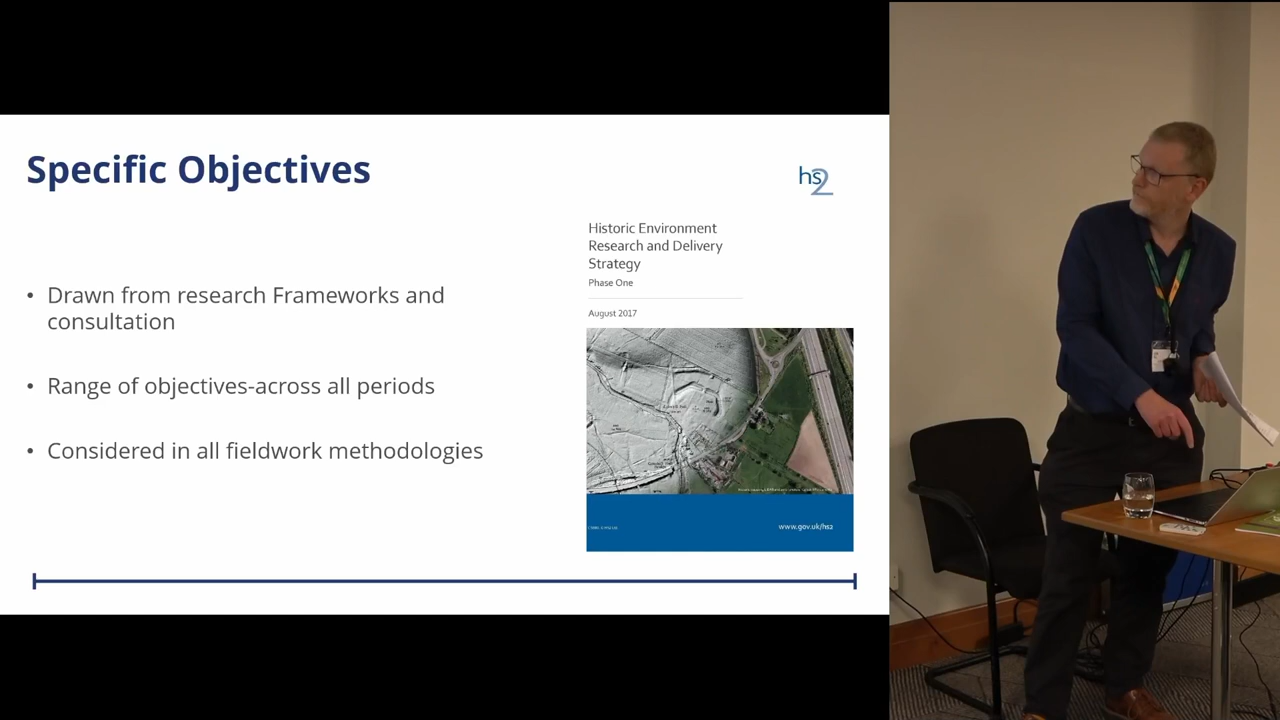 Specific Objectives
hs2
Historic Environment
Research and Delivery
Strategy
Phase One
August 2017
• Drawn from research Frameworks and
consultation
• Range of objectives-across all periods
• Considered in all fieldwork methodologies
www.gov.uk/hs2